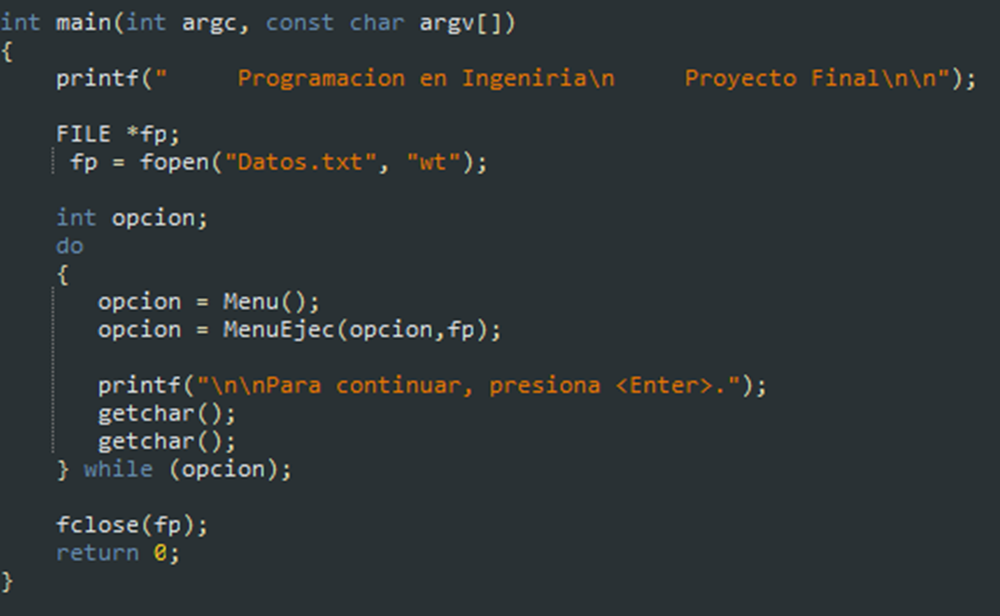 int main(int argc, const char argv[])
{
    printf("     Programacion en Ingeniria\n     Proyecto Final\n\n");
    FILE *fp;
     fp = fopen("Datos.txt", "wt");
    int opcion;
    do
    {
       opcion = Menu();
       opcion = MenuEjec(opcion,fp);
       printf("\n\nPara continuar, presiona <Enter>.");
       getchar();
       getchar();
    } while (opcion);
    fclose(fp);
    return 0;
}